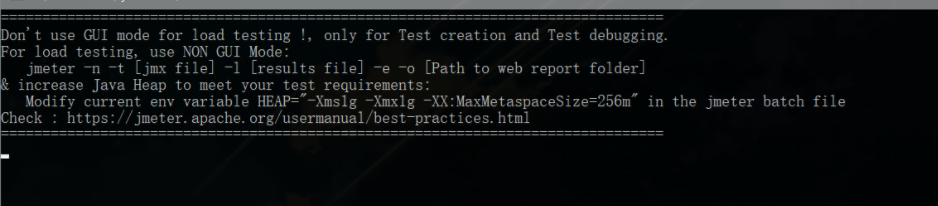 ================================================================================
Don't use GUI mode for load testing !, only for Test creation and Test debugging.
For load testing, use NON GUI Mode:
   jmeter -n -t [jmx file] -l [results file] -e -o [Path to web report folder]
& increase Java Heap to meet your test requirements:
   Modify current env variable HEAP="-Xms1g -Xmx1g -XX:MaxMetaspaceSize=256m" in the jmeter batch file
Check : https://jmeter.apache.org/usermanual/best-practices.html
================================================================================